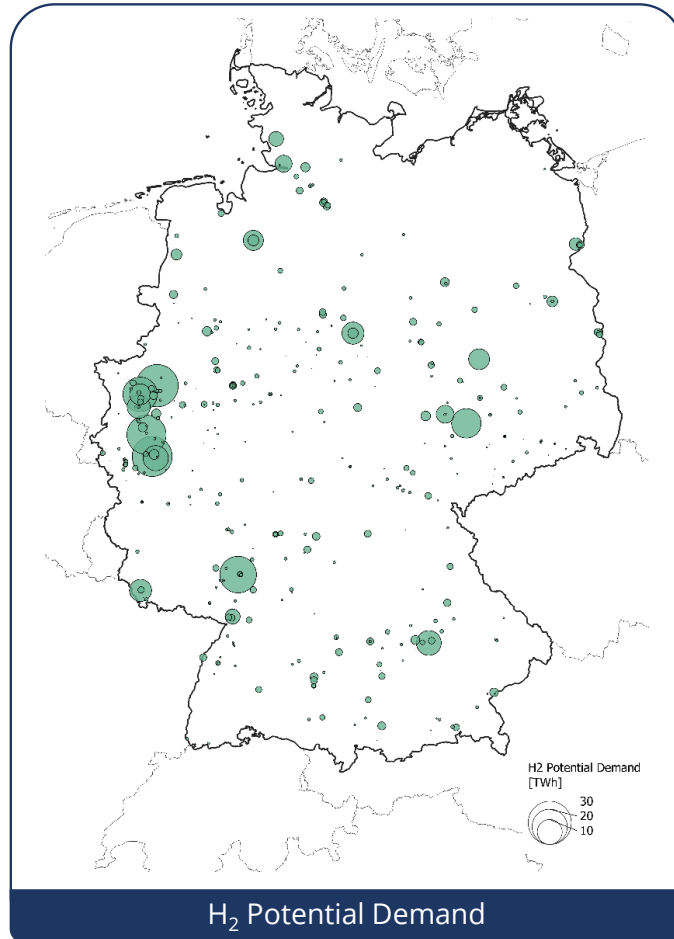 H2 Potential Demand
[TWh]
30
20
10
H₂ Potential Demand